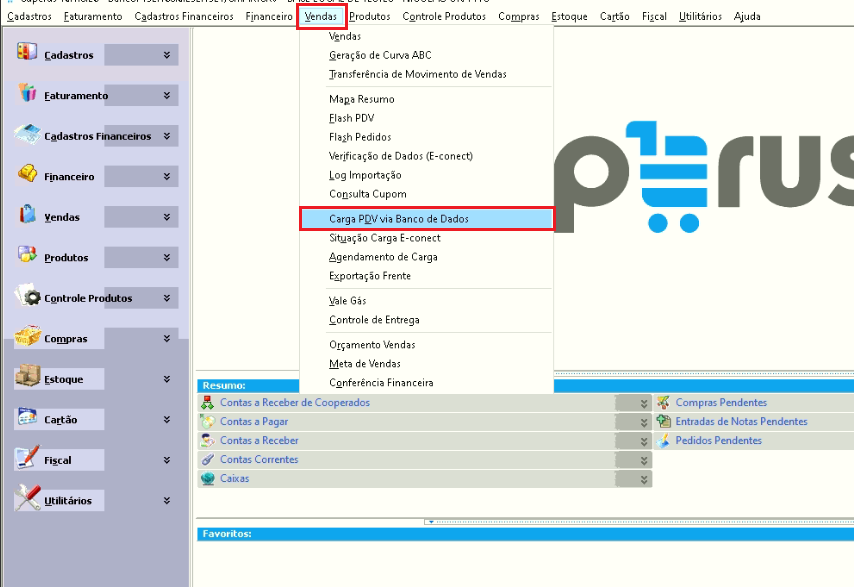 Cadastros Faturamento Cadastros Financeiros Financeiro Vendas Produtos Controle Produtos Compras Estoque Cartão Fiscal Utilitários Ajuda
Cadastros
Faturamento
Cadastros Financeiros
Financeiro
Vendas
Produtos
Controle Produtos
Compras
Estoque
Cartão
Fiscal
Utilitários
Vendas
Geração de Curva ABC
Transferência de Movimento de Vendas
Mapa Resumo
Flash PDV
Flash Pedidos
Verificação de Dados (E-conect)
Log Importação
Consulta Cupom
Carga PDV via Banco de Dados
Situação Carga E-conect
Agendamento de Carga
Exportação Frente
Vale Gás
Controle de Entrega
Orçamento Vendas
Meta de Vendas
Conferência Financeira
Resumo:
Contas a Receber de Cooperados
Contas a Pagar
Contas a Receber
Contas Correntes
Caixas
Compras Pendentes
Entradas de Notas Pendentes
Pedidos Pendentes
Favoritos: